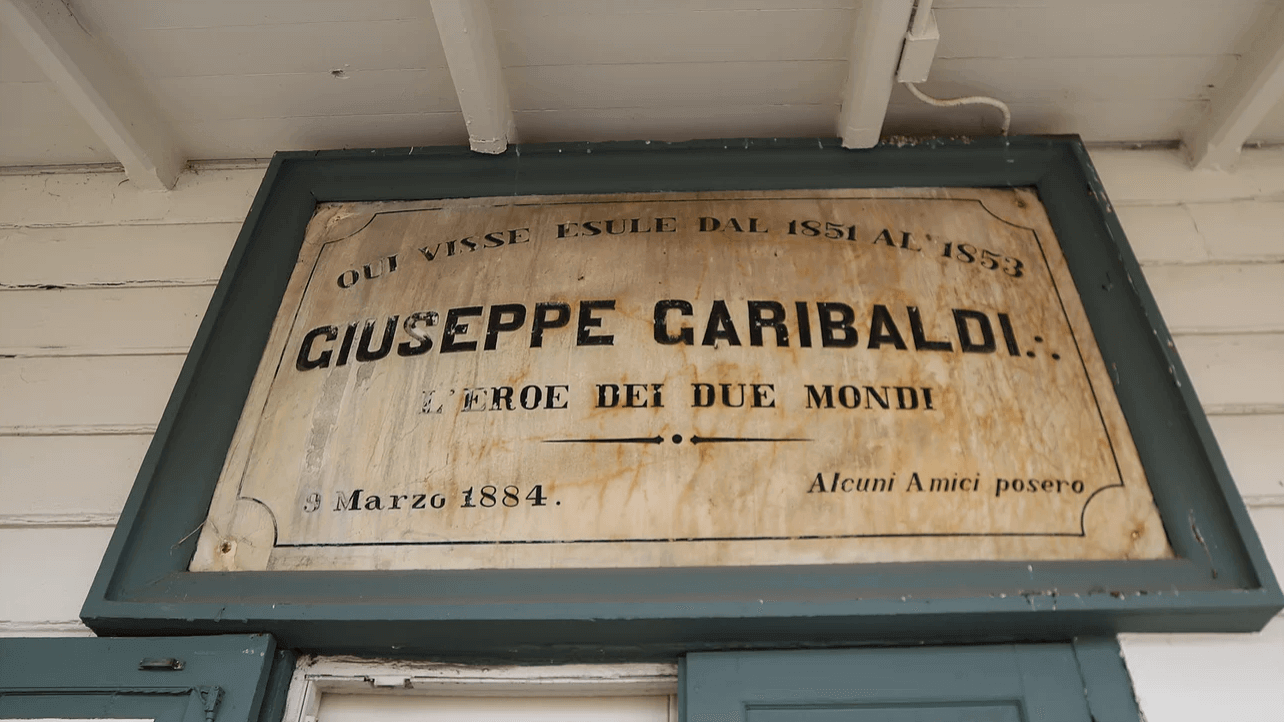 QUI VISSE ESULE DAL 1851 AL 1853
GIUSEPPE GARIBALDI.∴
L'EROE DEI DUE MONDI
9 Marzo 1884.
Alcuni Amici posero